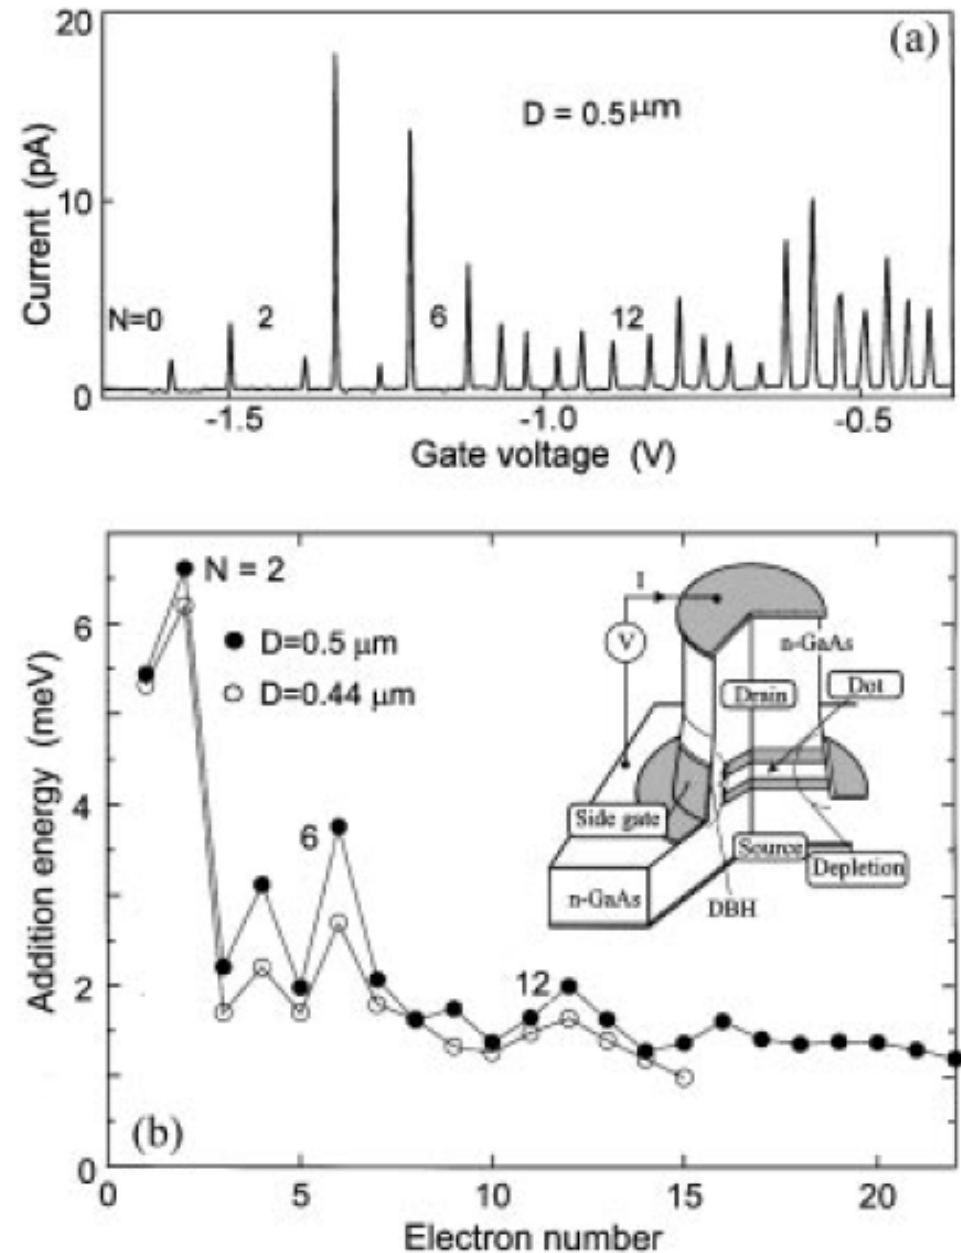 (a)
20
10
0
Current (pA)
D = 0.5 μm
N=0
2
6
12
-1.5
-1.0
-0.5
Gate voltage (V)
N = 2
D=0.5 μm
D=0.44 μm
6
12
I
V
n-GaAs
Drain
Dot
Side gate
Source
Depletion
n-GaAs
DBH
(b)
6
4
2
0
Addition energy (meV)
0
5
10
15
20
Electron number